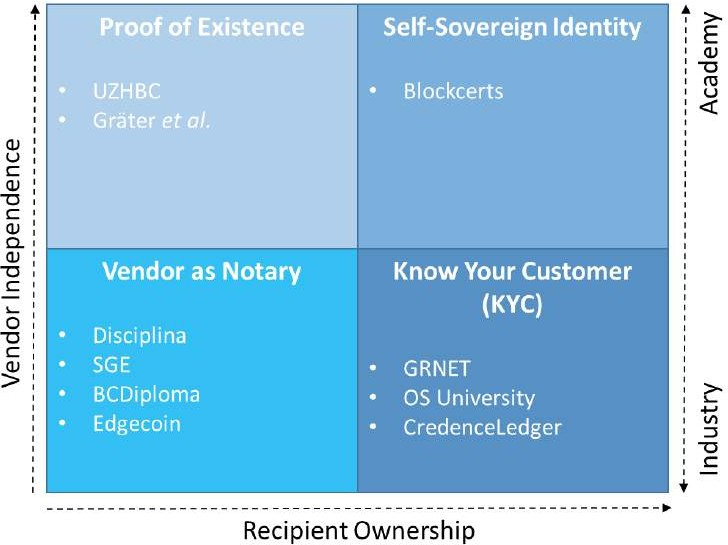 Proof of Existence
• UZHBC
• Gräter et al.
Self-Sovereign Identity
• Blockcerts
Vendor as Notary
• Disciplina
• SGE
• BCDiploma
• Edgecoin
Know Your Customer
(KYC)
• GRNET
• OS University
• CredenceLedger
Vendor Independence
Academy
Industry
Recipient Ownership